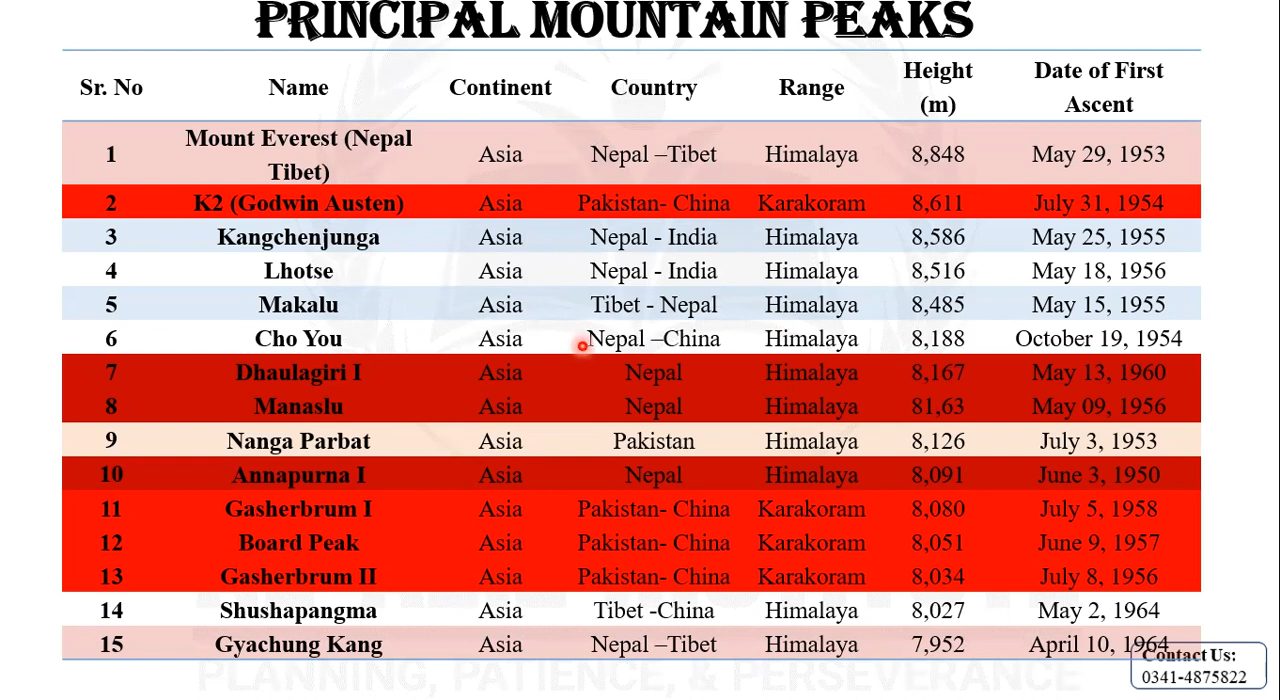 PRINCIPAL MOUNTAIN PEAKS
Sr. No Name Continent Country Range Height (m) Date of First Ascent
1 Mount Everest (Nepal Tibet) Asia Nepal –Tibet Himalaya 8,848 May 29, 1953
2 K2 (Godwin Austen) Asia Pakistan- China Karakoram 8,611 July 31, 1954
3 Kangchenjunga Asia Nepal - India Himalaya 8,586 May 25, 1955
4 Lhotse Asia Nepal - India Himalaya 8,516 May 18, 1956
5 Makalu Asia Tibet - Nepal Himalaya 8,485 May 15, 1955
6 Cho You Asia Nepal –China Himalaya 8,188 October 19, 1954
7 Dhaulagiri I Asia Nepal Himalaya 8,167 May 13, 1960
8 Manaslu Asia Nepal Himalaya 81,63 May 09, 1956
9 Nanga Parbat Asia Pakistan Himalaya 8,126 July 3, 1953
10 Annapurna I Asia Nepal Himalaya 8,091 June 3, 1950
11 Gasherbrum I Asia Pakistan- China Karakoram 8,080 July 5, 1958
12 Board Peak Asia Pakistan- China Karakoram 8,051 June 9, 1957
13 Gasherbrum II Asia Pakistan- China Karakoram 8,034 July 8, 1956
14 Shushapangma Asia Tibet -China Himalaya 8,027 May 2, 1964
15 Gyachung Kang Asia Nepal –Tibet Himalaya 7,952 April 10, 1964
Contact Us:
0341-4875822
PLANNING, PATIENCE, & PERSEVERANCE